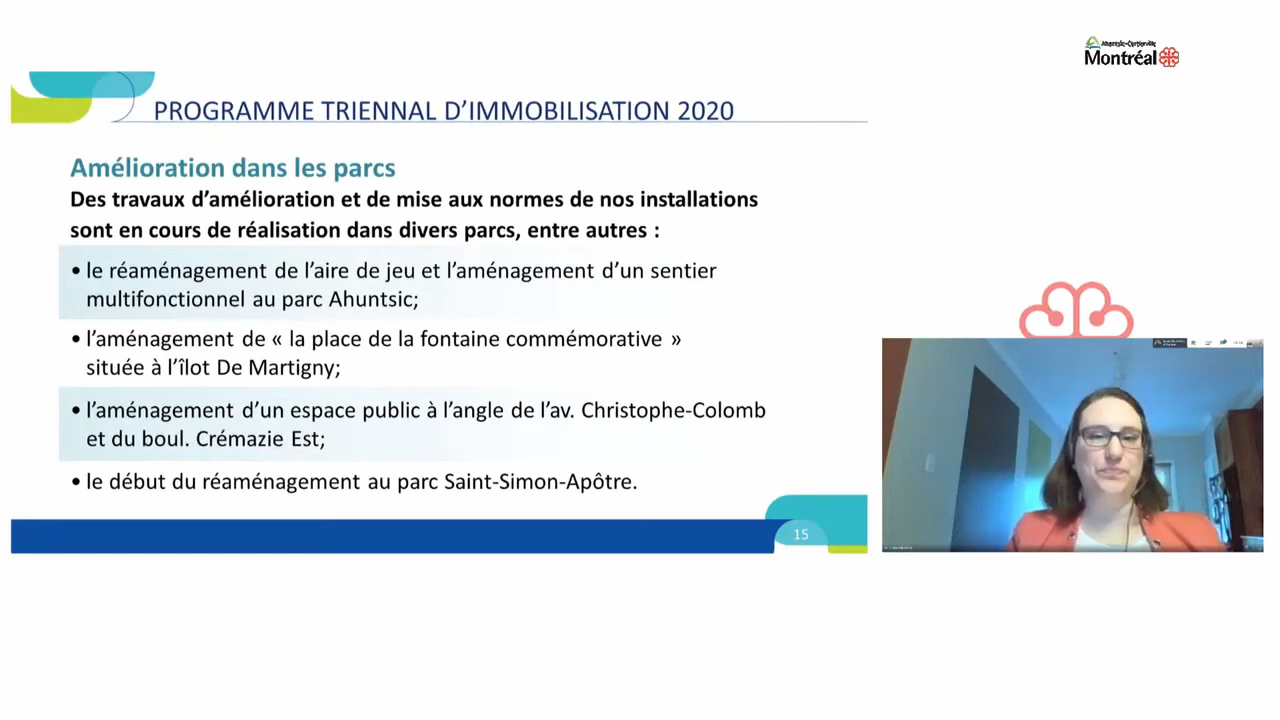 Ahuntsic-Cartierville
Montréal
PROGRAMME TRIENNAL D'IMMOBILISATION 2020
Amélioration dans les parcs
Des travaux d'amélioration et de mise aux normes de nos installations
sont en cours de réalisation dans divers parcs, entre autres :
• le réaménagement de l'aire de jeu et l'aménagement d'un sentier
multifonctionnel au parc Ahuntsic;
• l'aménagement de « la place de la fontaine commémorative »
située à l'îlot De Martigny;
• l'aménagement d'un espace public à l'angle de l'av. Christophe-Colomb
et du boul. Crémazie Est;
• le début du réaménagement au parc Saint-Simon-Apôtre.
15